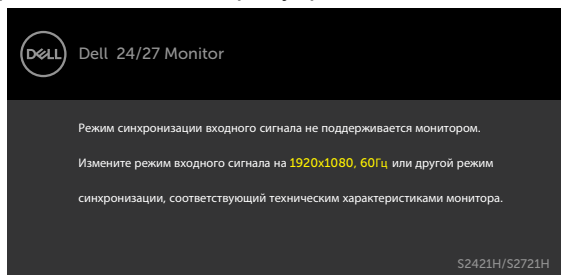 DELL
Dell 24/27 Monitor
Режим синхронизации входного сигнала не поддерживается монитором.
Измените режим входного сигнала на 1920x1080, 60Гц или другой режим
синхронизации, соответствующий техническим характеристиками монитора.
S2421H/S2721H